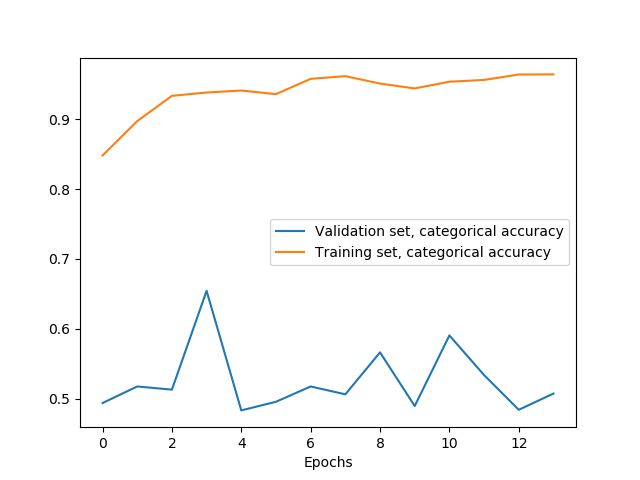 0.9
0.8
0.7
0.6
0.5
Validation set, categorical accuracy
Training set, categorical accuracy
0 2 4 6 8 10 12
Epochs